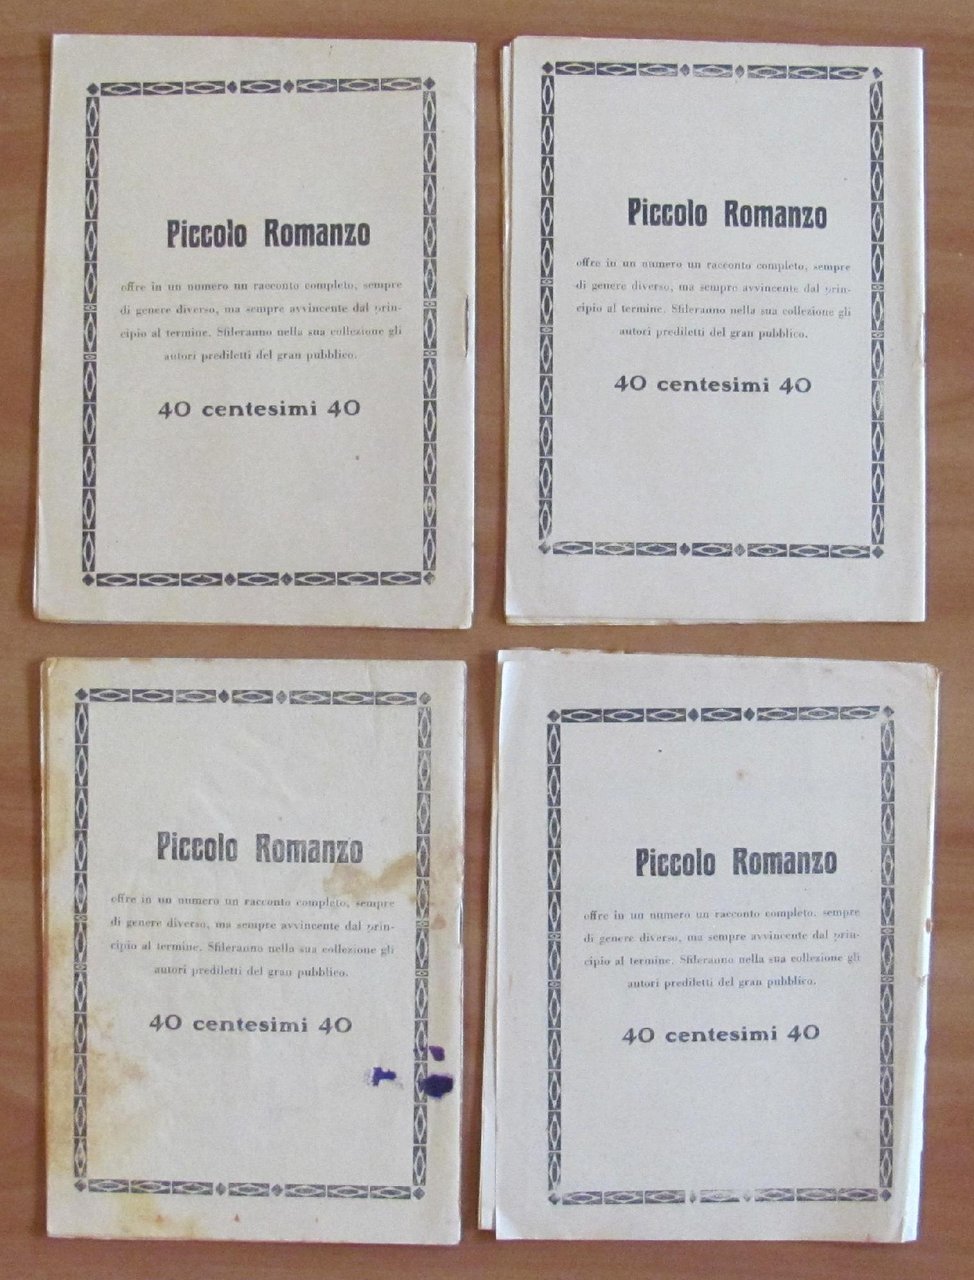 Piccolo Romanzo
offre in un numero un racconto completo, sempre
di genere diverso, ma sempre avvincente dal prin-
cipio al termine. Sfileranno nella sua collezione gli
autori prediletti del gran pubblico.
40 centesimi 40
Piccolo Romanzo
offre in un numero un racconto completo, sempre
di genere diverso, ma sempre avvincente dal prin-
cipio al termine. Sfileranno nella sua collezione gli
autori prediletti del gran pubblico.
40 centesimi 40
Piccolo Romanzo
offre in un numero un racconto completo, sempre
di genere diverso, ma sempre avvincente dal prin-
cipio al termine. Sfileranno nella sua collezione gli
autori prediletti del gran pubblico.
40 centesimi 40
Piccolo Romanzo
offre in un numero un racconto completo. sempre
di genere diverso, ma sempre avvincente dal prin-
cipio al termine. Sfileranno nella sua collezione gli
autori prediletti del gran pubblico.
40 centesimi 40